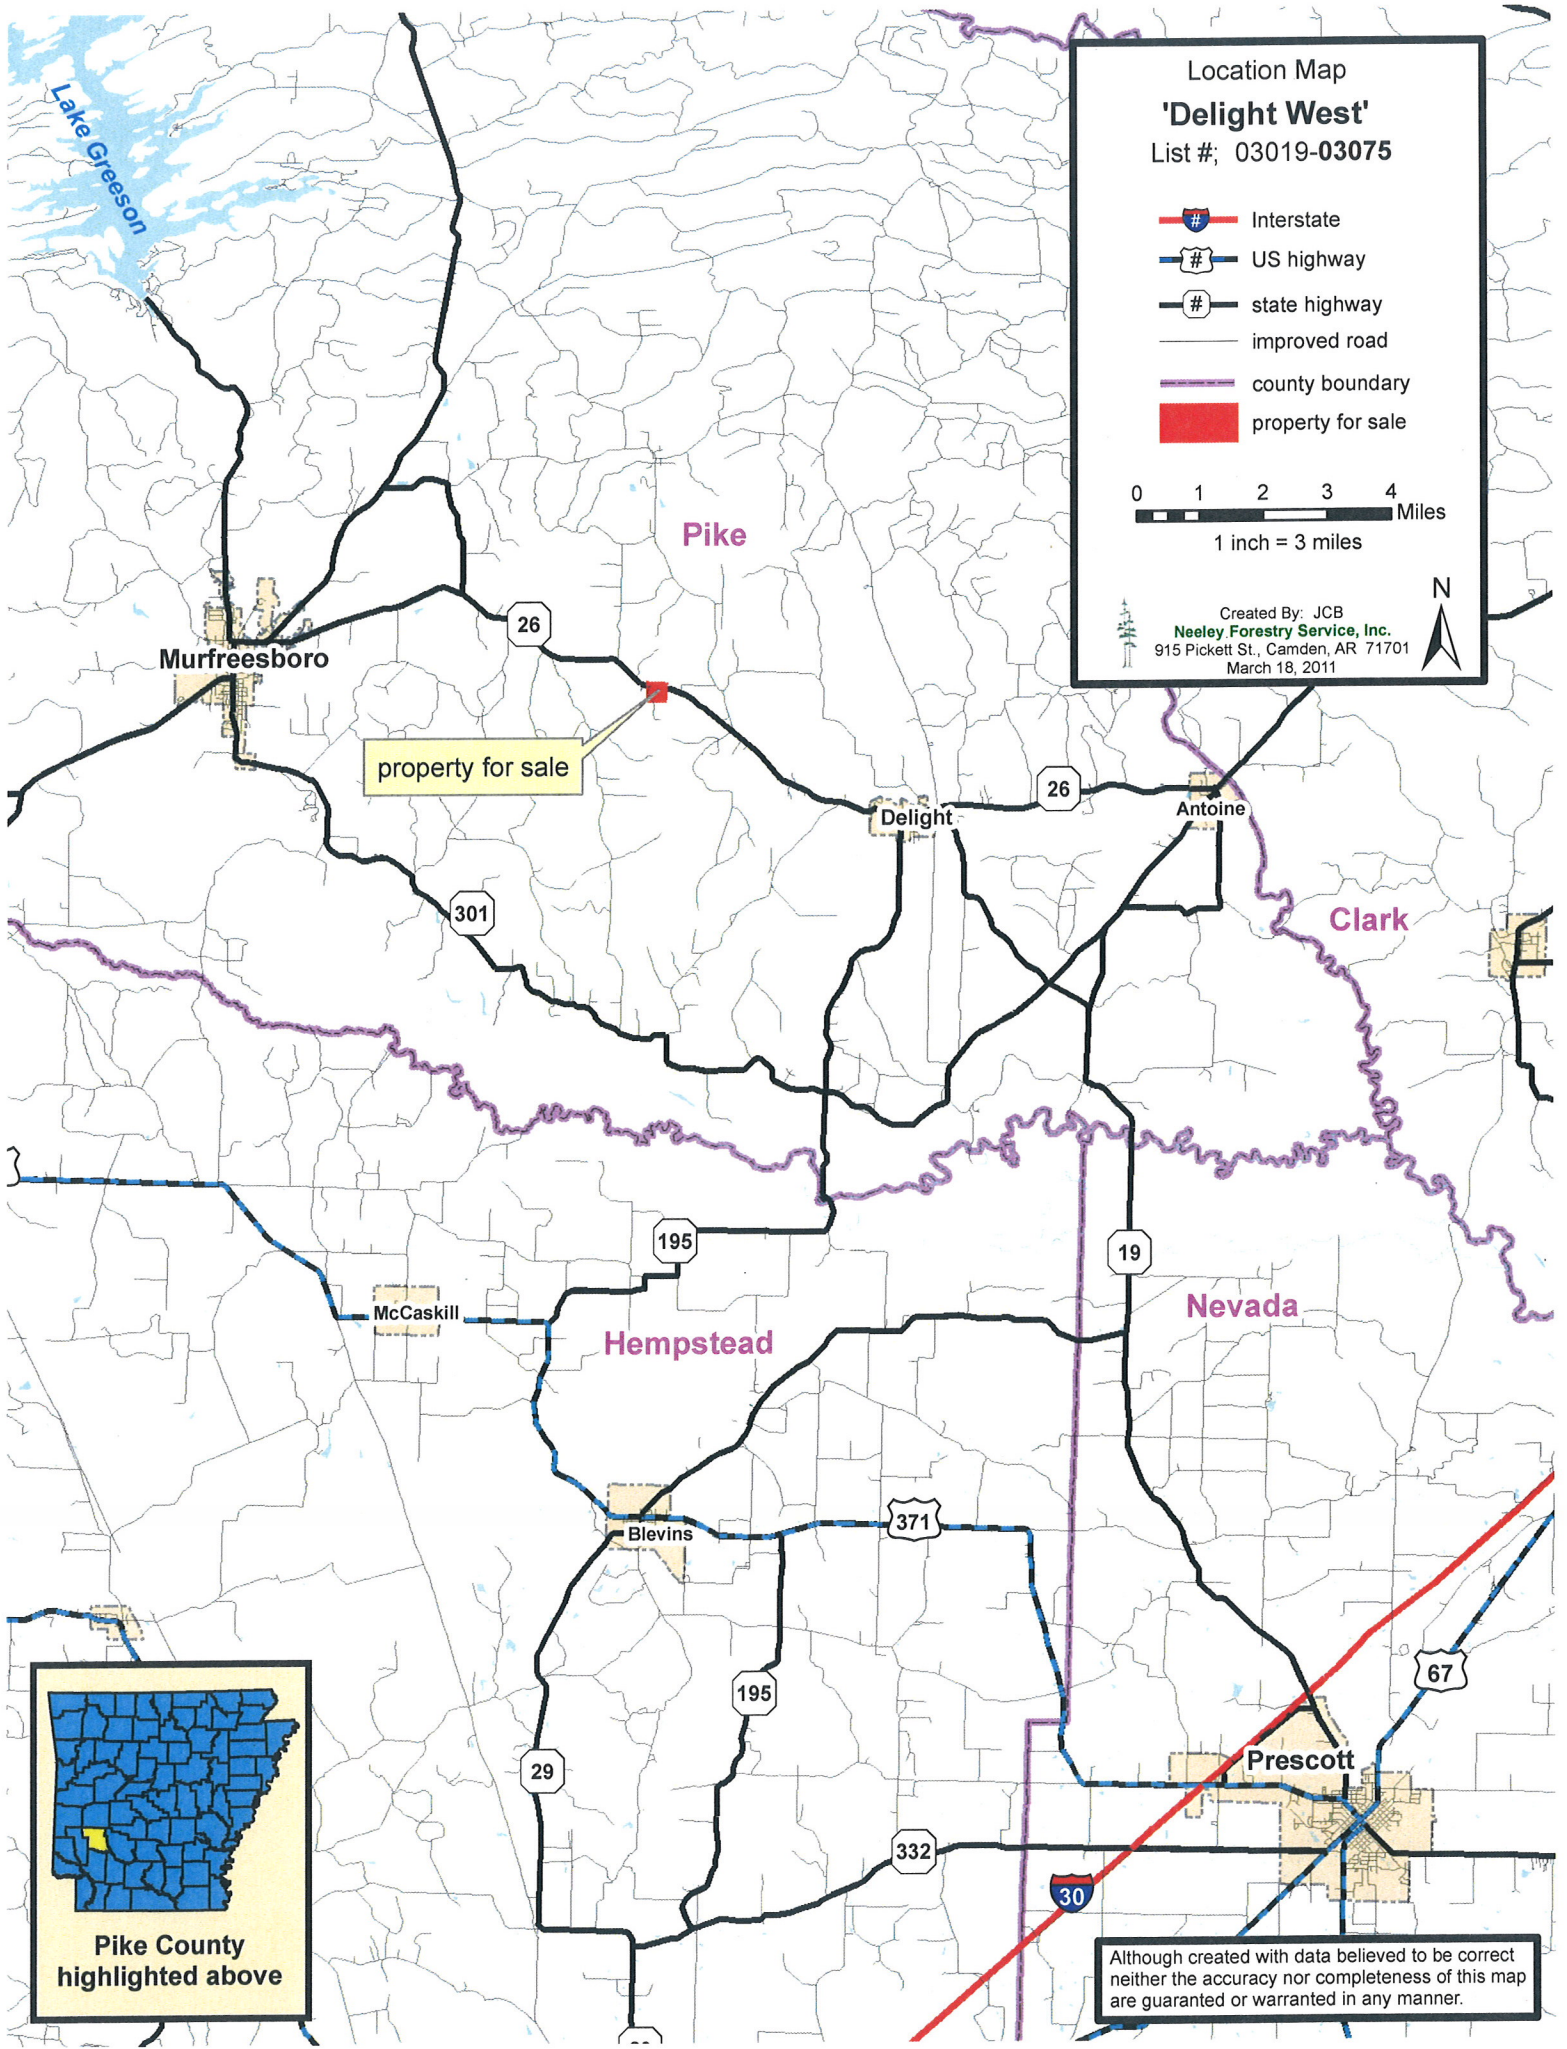 Lake Greeson
Location Map
'Delight West'
List #; 03019-03075
# Interstate
# US highway
# state highway
improved road
county boundary
property for sale
0 1 2 3 4
Miles
1 inch = 3 miles
N
Created By: JCB
Neeley Forestry Service, Inc.
915 Pickett St., Camden, AR 71701
March 18, 2011
Pike
26
Murfreesboro
property for sale
26
Delight
Antoine
301
Clark
195
19
McCaskill
Nevada
Hempstead
371
Blevins
67
195
29
Prescott
332
30
Pike County
highlighted above
Although created with data believed to be correct
neither the accuracy nor completeness of this map
are guaranted or warranted in any manner.